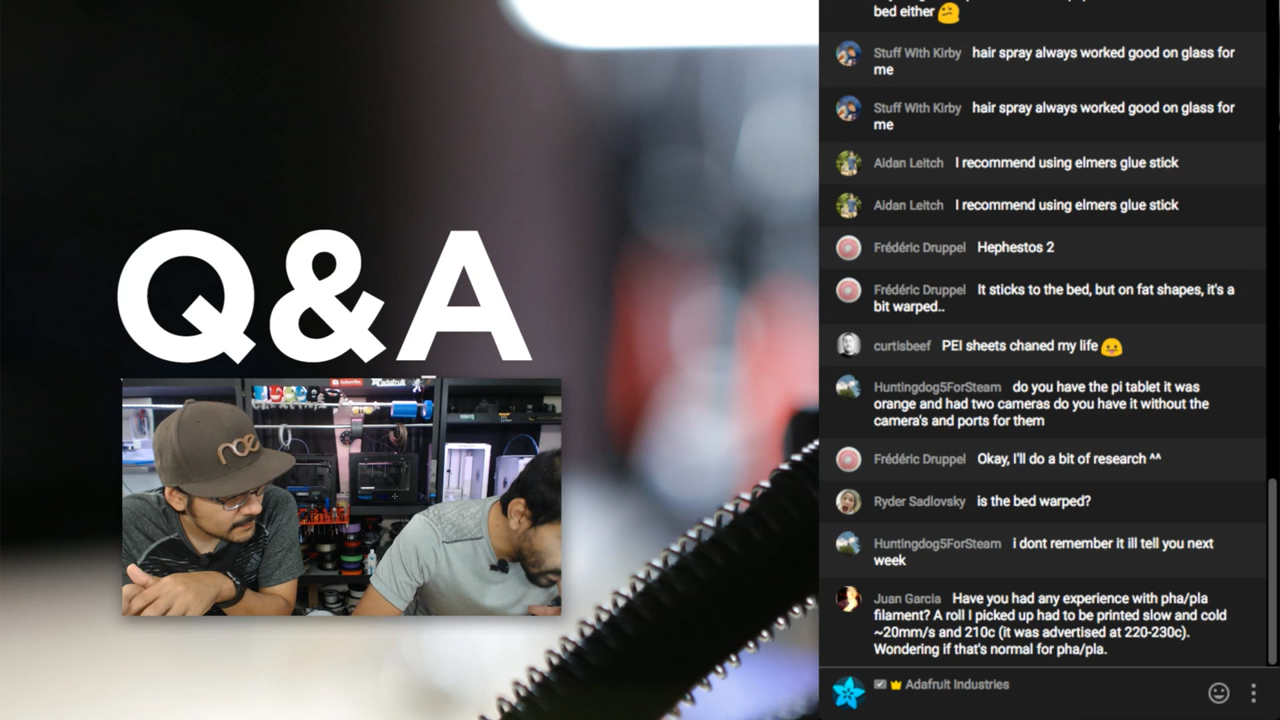 Q&A
noe
Subscribe
adafruit
bed either
Stuff With Kirby hair spray always worked good on glass for
me
Stuff With Kirby hair spray always worked good on glass for
me
Aidan Leitch I recommend using elmers glue stick
Aidan Leitch I recommend using elmers glue stick
Frédéric Druppel Hephestos 2
Frédéric Druppel It sticks to the bed, but on fat shapes, it's a
bit warped..
curtisbeef PEI sheets chaned my life
Huntingdog5ForSteam do you have the pi tablet it was
orange and had two cameras do you have it without the
camera's and ports for them
Frédéric Druppel Okay, I'll do a bit of research ^^
Ryder Sadlovsky is the bed warped?
Huntingdog5ForSteam i dont remember it ill tell you next
week
Juan Garcia Have you had any experience with pha/pla
filament? A roll I picked up had to be printed slow and cold
~20mm/s and 210c (it was advertised at 220-230c).
Wondering if that's normal for pha/pla.
Adafruit Industries